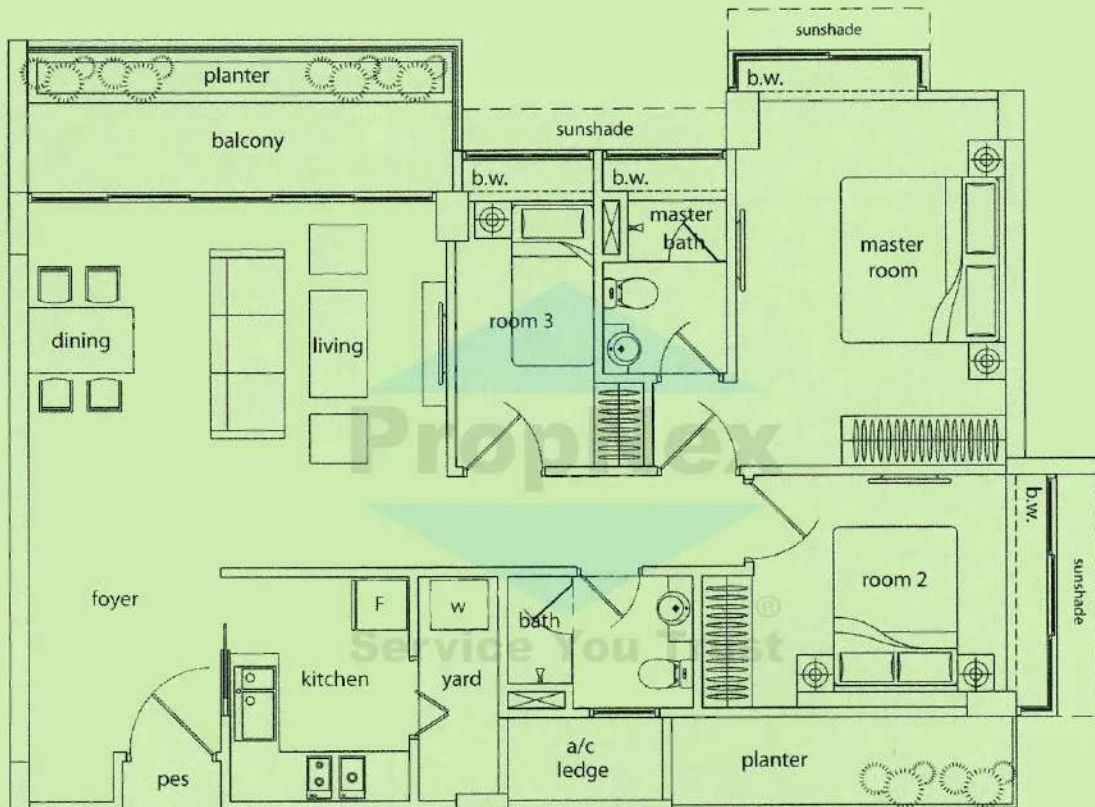 sunshade
b.w.
planter
balcony
sunshade
b.w.
b.w.
master
bath
master
room
room 3
dining
living
Propnex
b.w.
sunshade
room 2
foyer
F
w
bath
®
Service You Trust
kitchen
yard
a/c
ledge
planter
pes